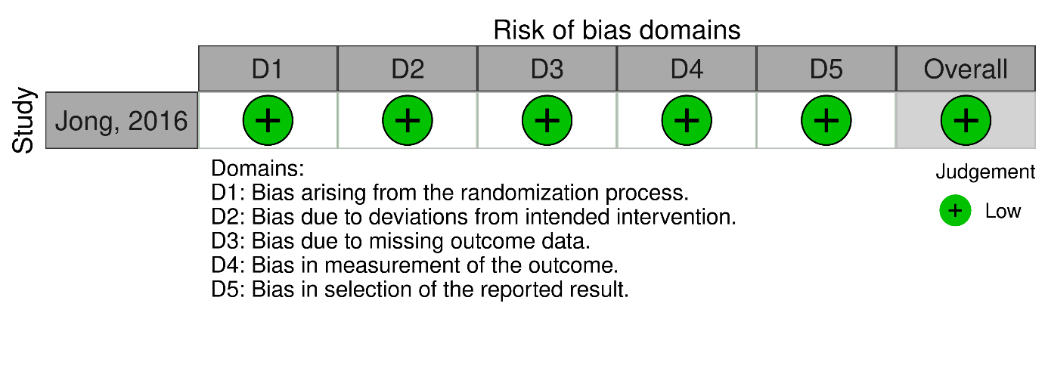 Risk of bias domains
D1 D2 D3 D4 D5 Overall
Study
Jong, 2016 + + + + + +
Domains:
D1: Bias arising from the randomization process.
D2: Bias due to deviations from intended intervention.
D3: Bias due to missing outcome data.
D4: Bias in measurement of the outcome.
D5: Bias in selection of the reported result.
Judgement
+ Low